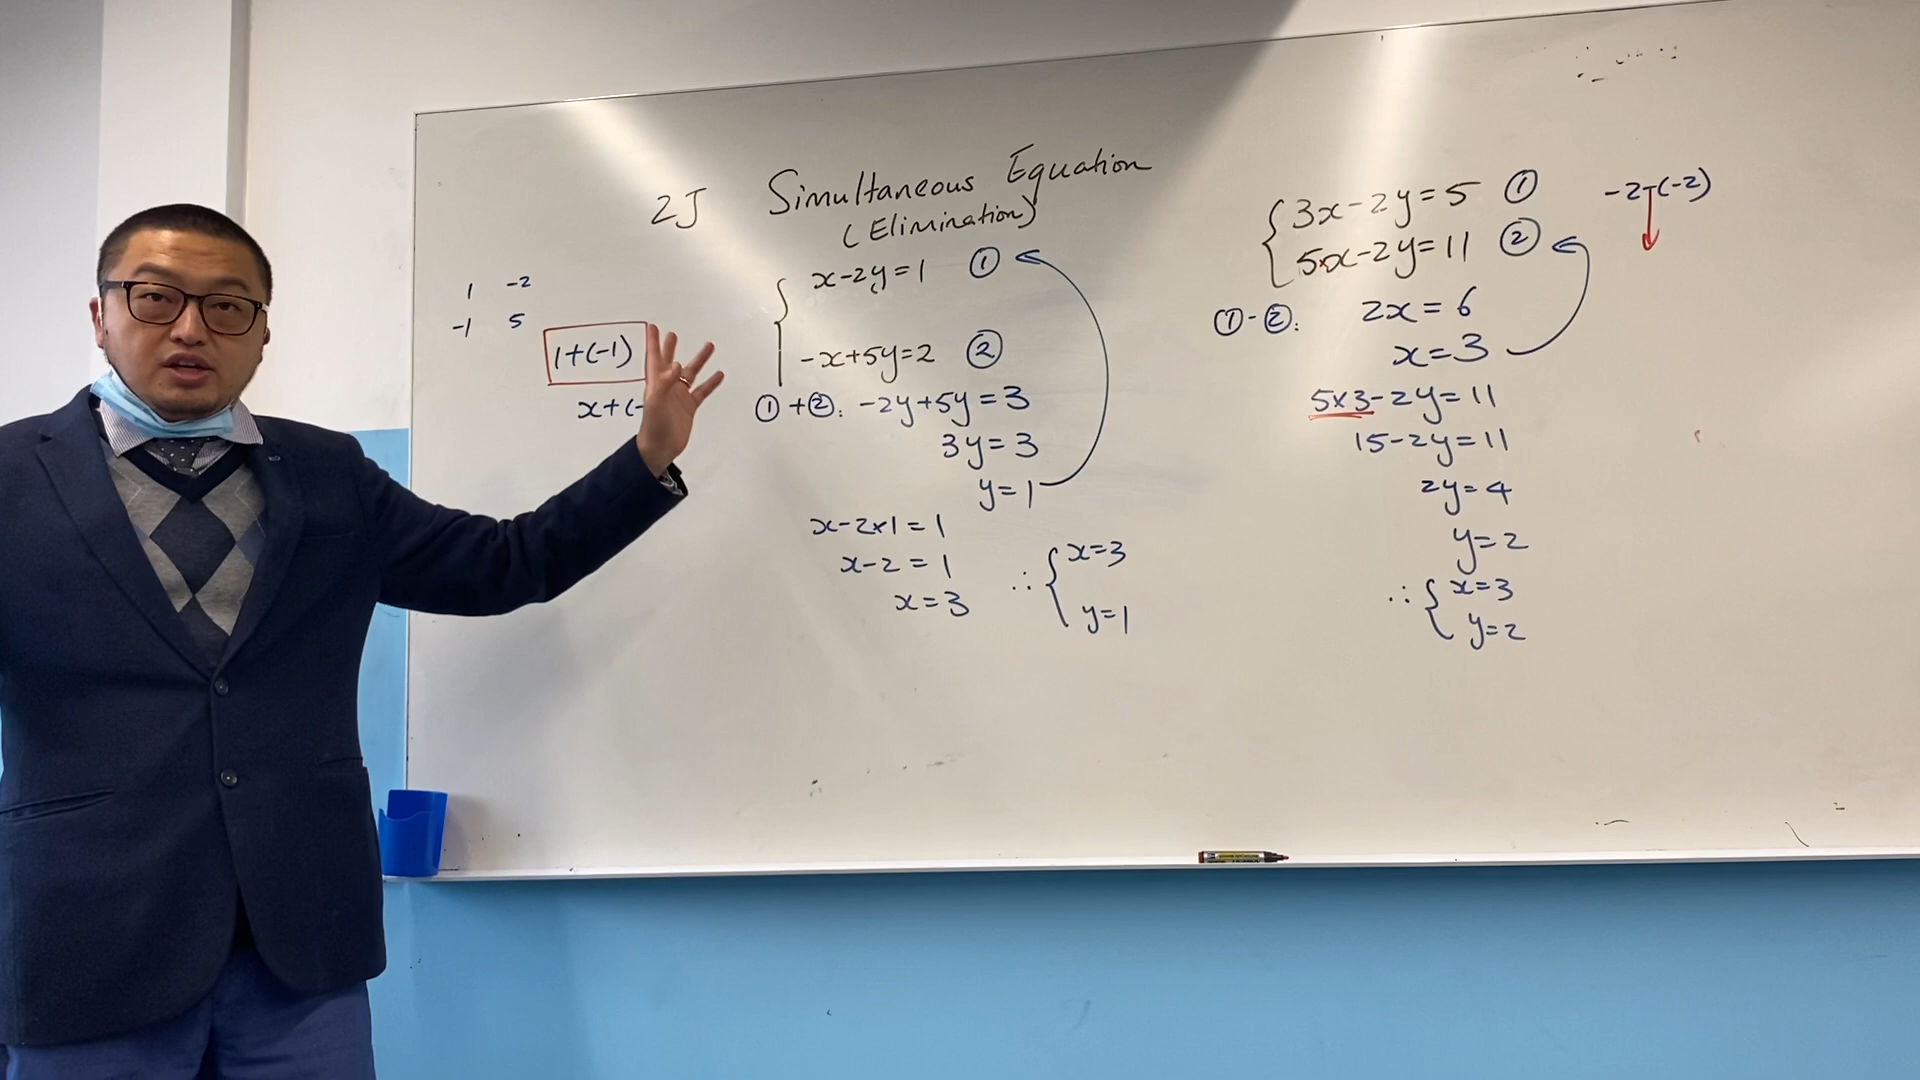 2J Simultaneous Equation
(Elimination)
1 -2
-1 5
1+(-1)
x+(-
{ x-2y=1 ①
-x+5y=2 ②
①+②: -2y+5y=3
3y=3
y=1
x-2×1=1
x-2=1
x=3
∴ { x=3
y=1
{ 3x-2y=5 ①
5×x-2y=11 ②
-2-(-2)
①-②: 2x=6
x=3
5×3-2y=11
15-2y=11
2y=4
y=2
∴ { x=3
y=2